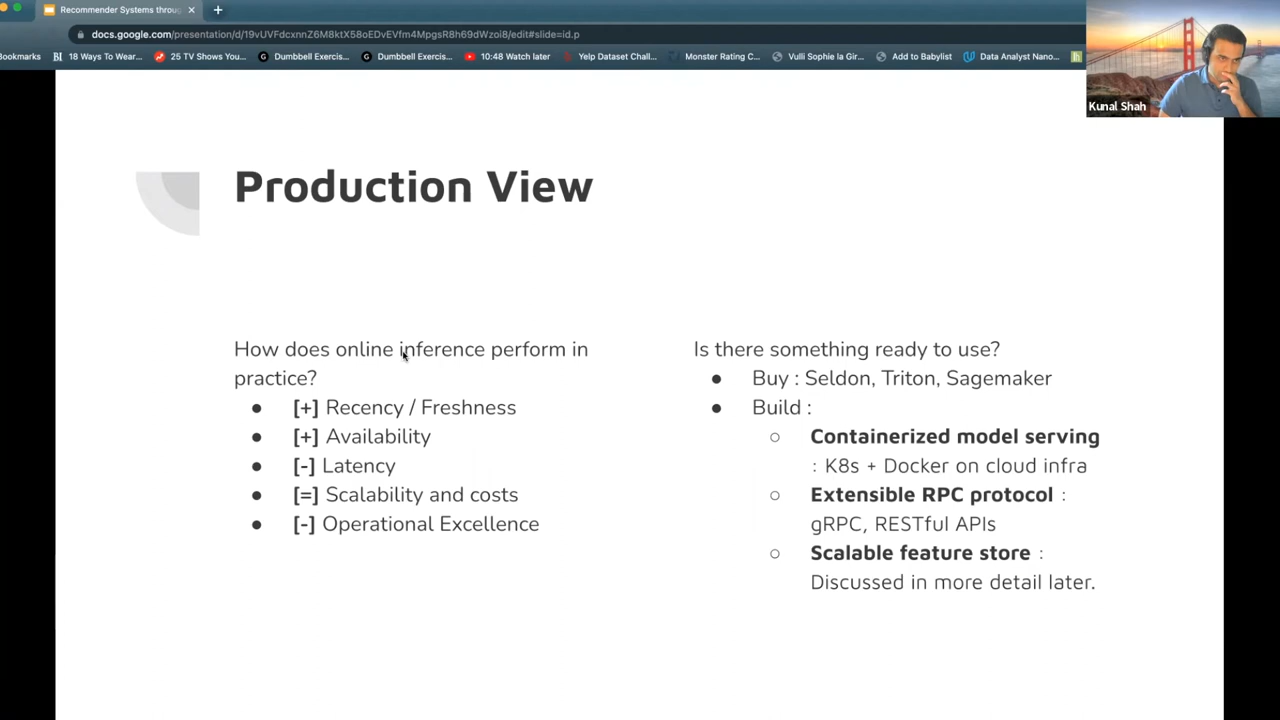 Recommender Systems throug
docs.google.com/presentation/d/19vUVFdcxnnZ6M8ktX58oEDvEVfm4MpgsR8h69dWzoi8/edit#slide=id.p
ookmarks
18 Ways To Wear...
25 TV Shows You...
Dumbbell Exercis...
Dumbbell Exercis...
10:48 Watch later
Yelp Dataset Chall...
Monster Rating C...
Vulli Sophie la Gir...
Add to Babylist
Data Analyst Nano...
Kunal Shah
Production View
How does online inference perform in
practice?
● [+] Recency / Freshness
● [+] Availability
● [-] Latency
● [=] Scalability and costs
● [-] Operational Excellence
Is there something ready to use?
● Buy : Seldon, Triton, Sagemaker
● Build :
○ Containerized model serving
: K8s + Docker on cloud infra
○ Extensible RPC protocol :
gRPC, RESTful APIs
○ Scalable feature store :
Discussed in more detail later.